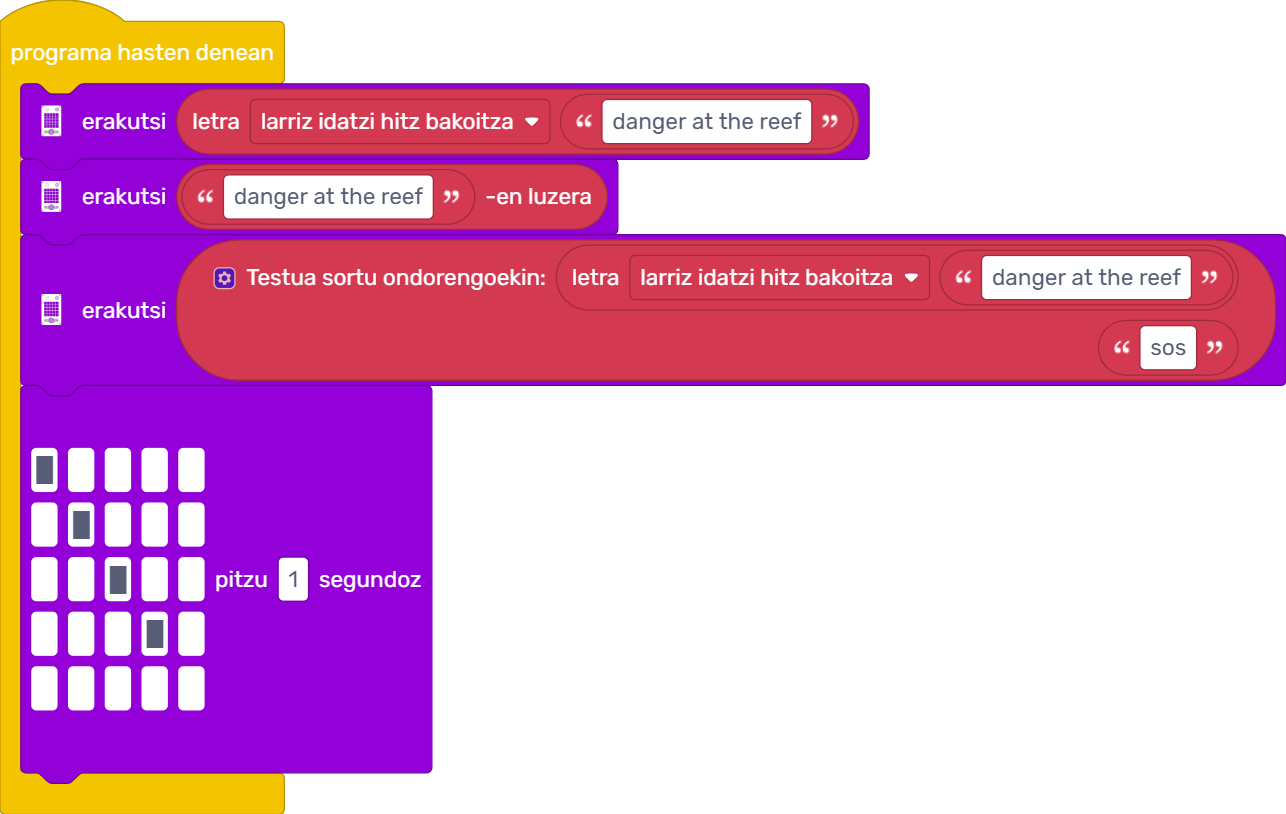 programa hasten denean
erakutsi letra larriz idatzi hitz bakoitza “ danger at the reef ”
erakutsi “ danger at the reef ” -en luzera
erakutsi Testua sortu ondorengoekin: letra larriz idatzi hitz bakoitza “ danger at the reef ”
“ sos ”
pitzu 1 segundoz